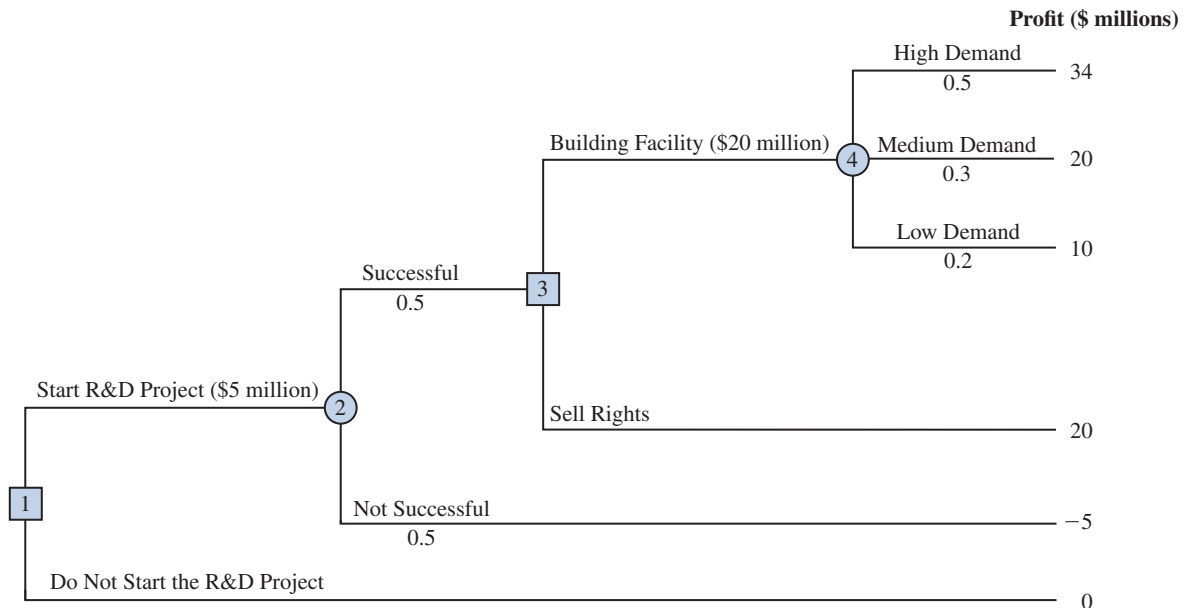 Profit ($ millions)
High Demand
0.5
34
Building Facility ($20 million)
4
Medium Demand
0.3
20
Low Demand
0.2
10
Successful
0.5
3
Start R&D Project ($5 million)
2
Sell Rights
20
1
Not Successful
0.5
−5
Do Not Start the R&D Project
0